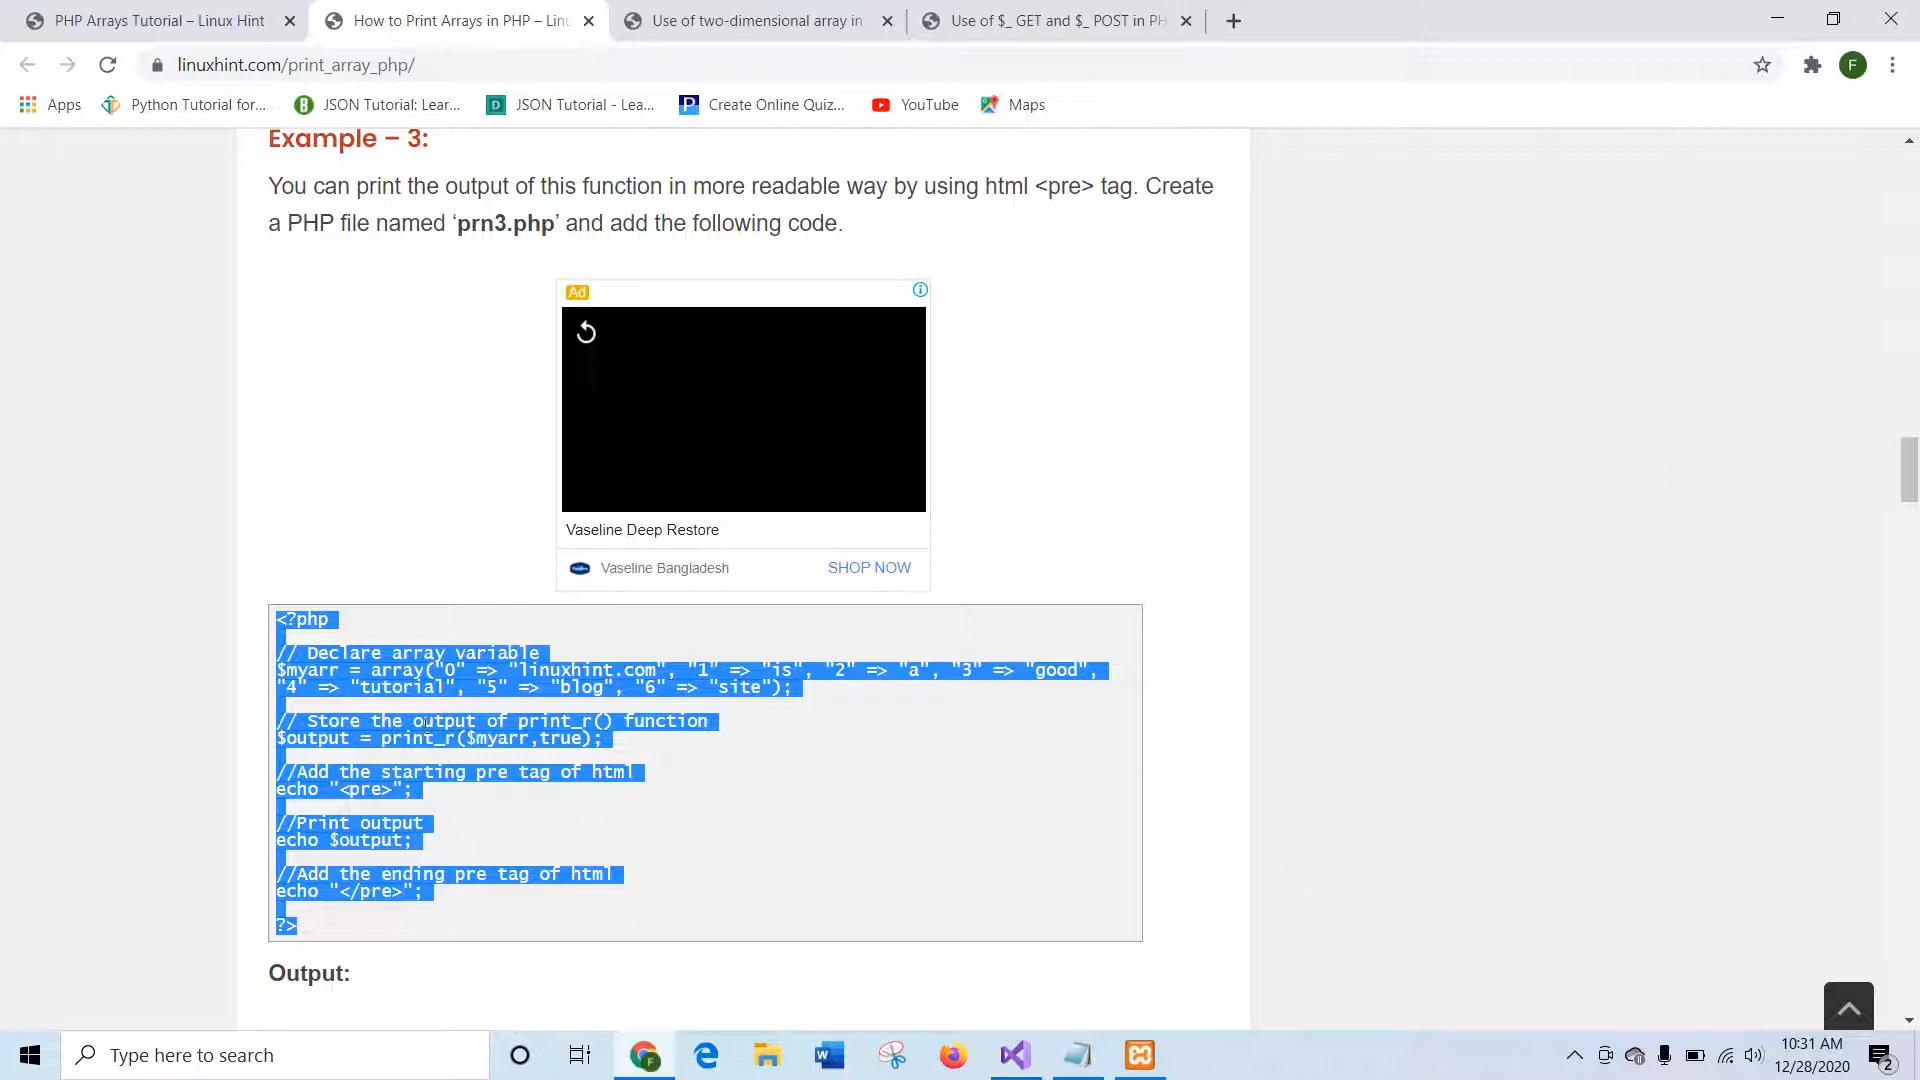 PHP Arrays Tutorial – Linux Hint
How to Print Arrays in PHP – Lin
Use of two-dimensional array in
Use of $_ GET and $_ POST in PH
linuxhint.com/print_array_php/
F
Apps
Python Tutorial for...
JSON Tutorial: Lear...
JSON Tutorial - Lea...
Create Online Quiz...
YouTube
Maps
Example – 3:
You can print the output of this function in more readable way by using html <pre> tag. Create
a PHP file named ‘prn3.php’ and add the following code.
Ad
Vaseline Deep Restore
Vaseline Bangladesh
SHOP NOW
<?php
// Declare array variable
$myarr = array("0" => "linuxhint.com", "1" => "is", "2" => "a", "3" => "good",
"4" => "tutorial", "5" => "blog", "6" => "site");
// Store the output of print_r() function
$output = print_r($myarr,true);
//Add the starting pre tag of html
echo "<pre>";
//Print output
echo $output;
//Add the ending pre tag of html
echo "</pre>";
?>
Output:
Type here to search
10:31 AM
12/28/2020
2